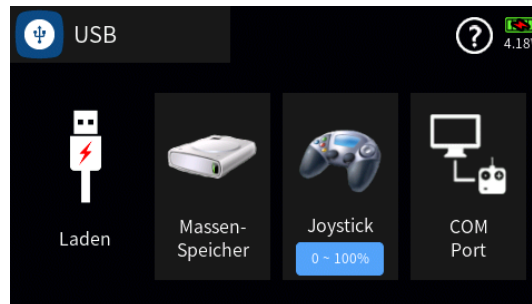 USB
4.18
Laden
Massen-
Speicher
Joystick
0 ~ 100%
COM
Port